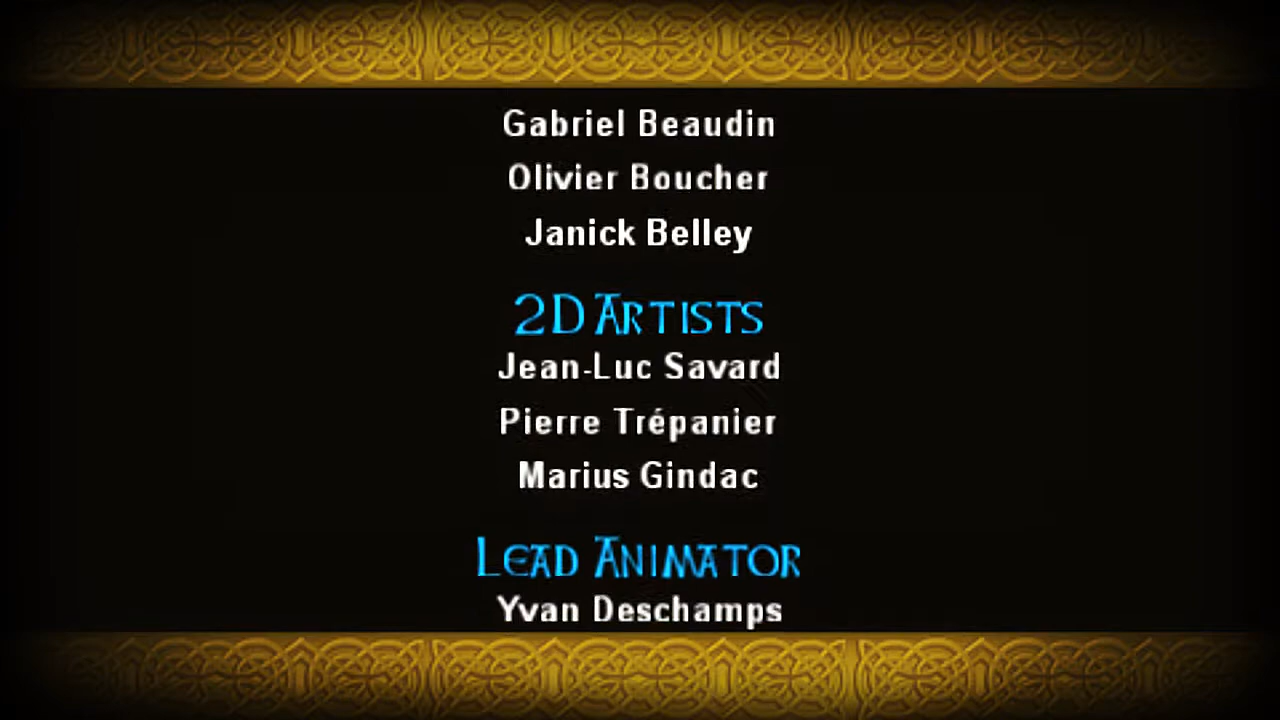 Gabriel Beaudin
Olivier Boucher
Janick Belley
2D Artists
Jean-Luc Savard
Pierre Trépanier
Marius Gindac
Lead Animator
Yvan Deschamps